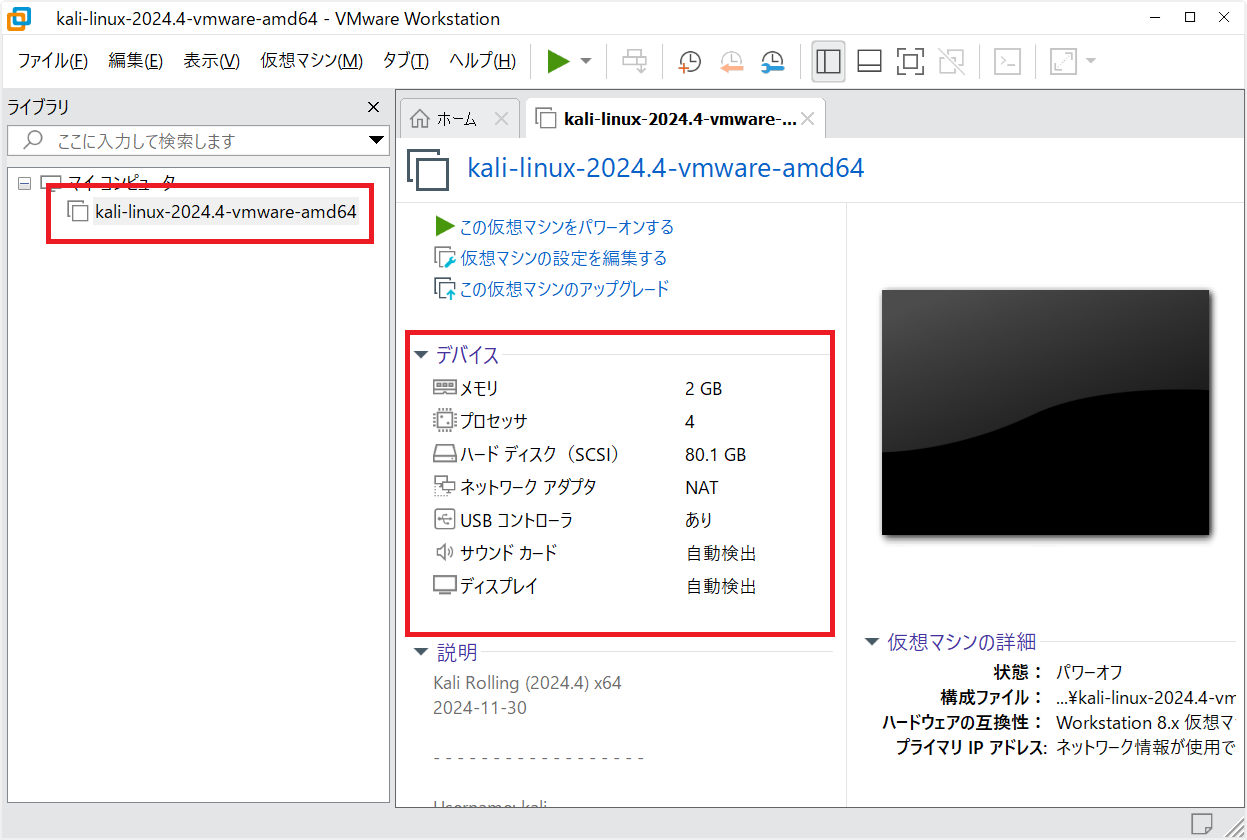 kali-linux-2024.4-vmware-amd64 - VMware Workstation
ファイル(F) 編集(E) 表示(V) 仮想マシン(M) タブ(T) ヘルプ(H)
ライブラリ
ここに入力して検索します
マイ コンピュータ
kali-linux-2024.4-vmware-amd64
ホーム
kali-linux-2024.4-vmware-...
kali-linux-2024.4-vmware-amd64
この仮想マシンをパワーオンする
仮想マシンの設定を編集する
この仮想マシンのアップグレード
デバイス
メモリ 2 GB
プロセッサ 4
ハード ディスク（SCSI） 80.1 GB
ネットワーク アダプタ NAT
USB コントローラ あり
サウンド カード 自動検出
ディスプレイ 自動検出
説明
Kali Rolling (2024.4) x64
2024-11-30
- - - - - - - - - - - - - - - - - -
Username: kali
仮想マシンの詳細
状態： パワーオフ
構成ファイル： ...¥kali-linux-2024.4-vm
ハードウェアの互換性： Workstation 8.x 仮想マ
プライマリ IP アドレス: ネットワーク情報が使用で